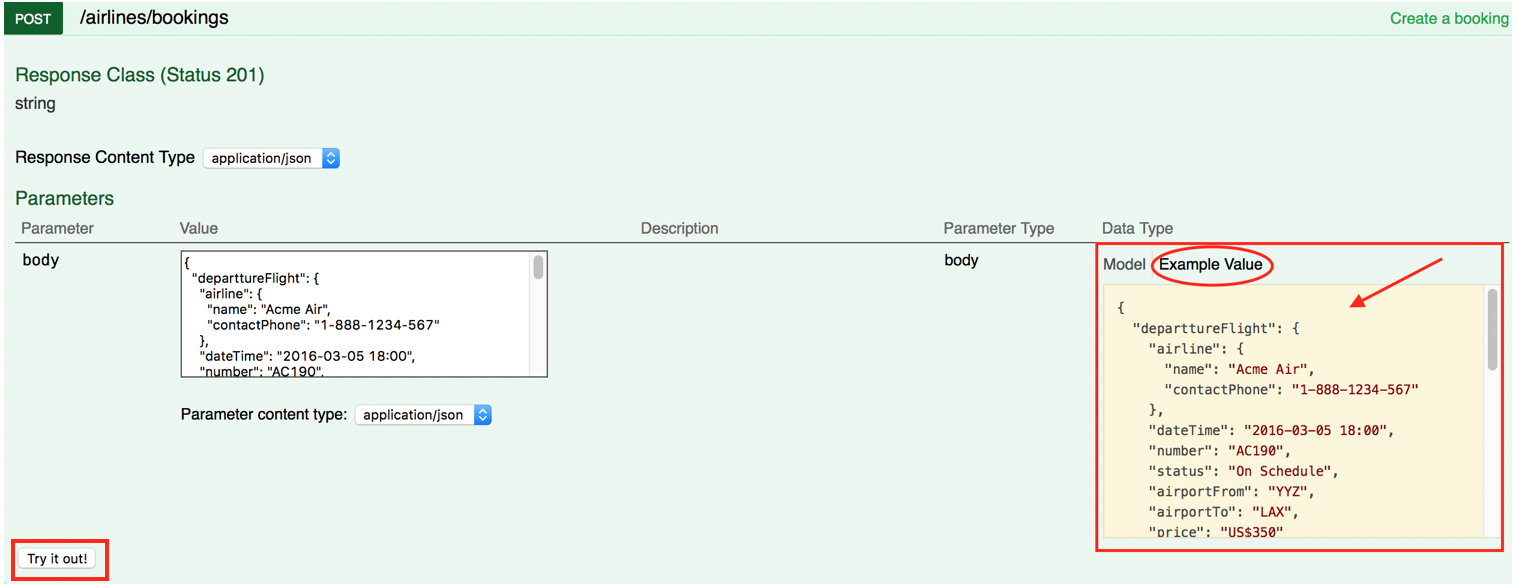 POST /airlines/bookings Create a booking
Response Class (Status 201)
string
Response Content Type application/json
Parameters
Parameter Value Description Parameter Type Data Type
body
{
"departtureFlight": {
"airline": {
"name": "Acme Air",
"contactPhone": "1-888-1234-567"
},
"dateTime": "2016-03-05 18:00",
"number": "AC190",
Parameter content type: application/json
body
Model Example Value
{
"departtureFlight": {
"airline": {
"name": "Acme Air",
"contactPhone": "1-888-1234-567"
},
"dateTime": "2016-03-05 18:00",
"number": "AC190",
"status": "On Schedule",
"airportFrom": "YYZ",
"airportTo": "LAX",
"price": "US$350"
Try it out!